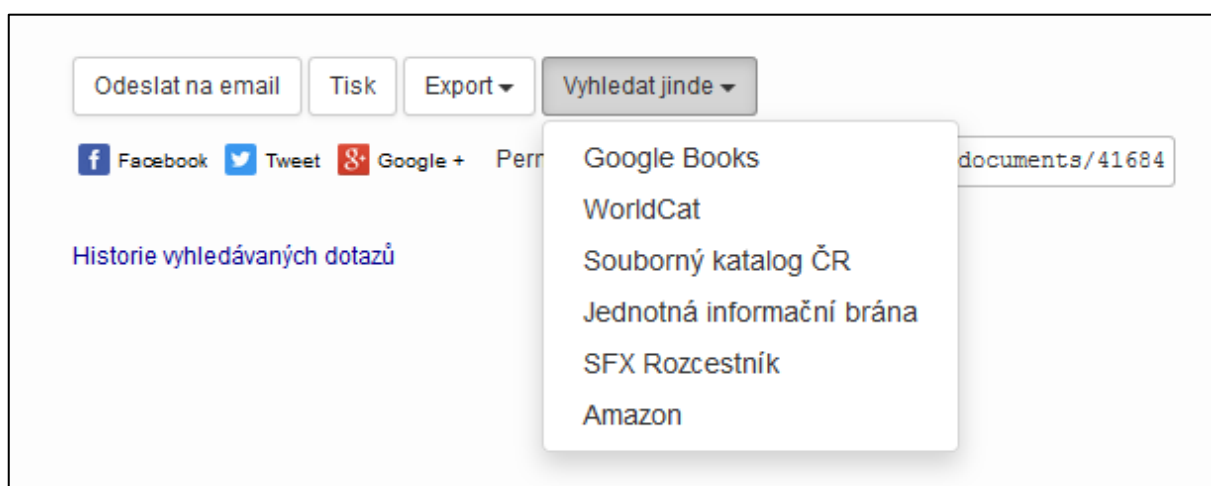 Odeslat na email Tisk Export Vyhledat jinde
Facebook Tweet Google + Perr documents/41684
Google Books
WorldCat
Souborný katalog ČR
Jednotná informační brána
SFX Rozcestník
Amazon
Historie vyhledávaných dotazů